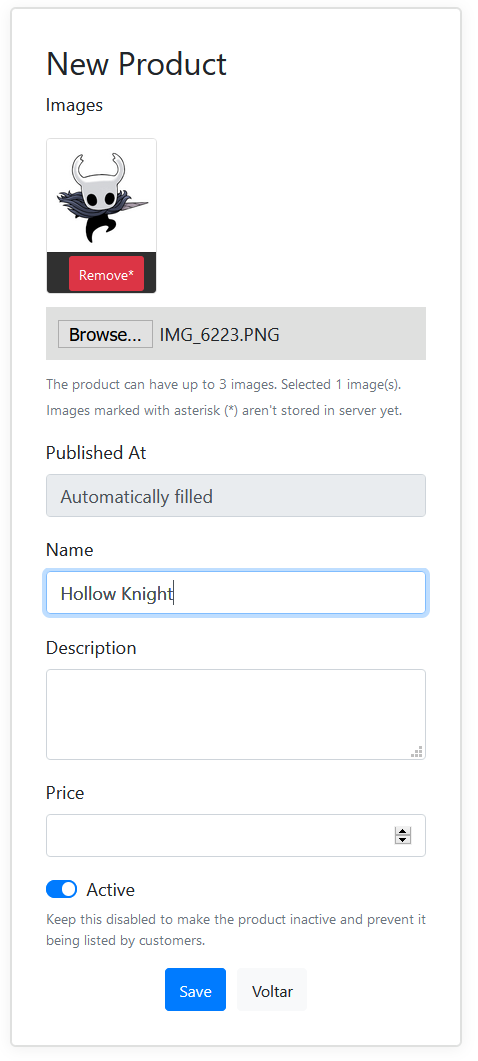 New Product
Images
Remove*
Browse... IMG_6223.PNG
The product can have up to 3 images. Selected 1 image(s).
Images marked with asterisk (*) aren't stored in server yet.
Published At
Automatically filled
Name
Hollow Knight
Description
Price
Active
Keep this disabled to make the product inactive and prevent it
being listed by customers.
Save Voltar